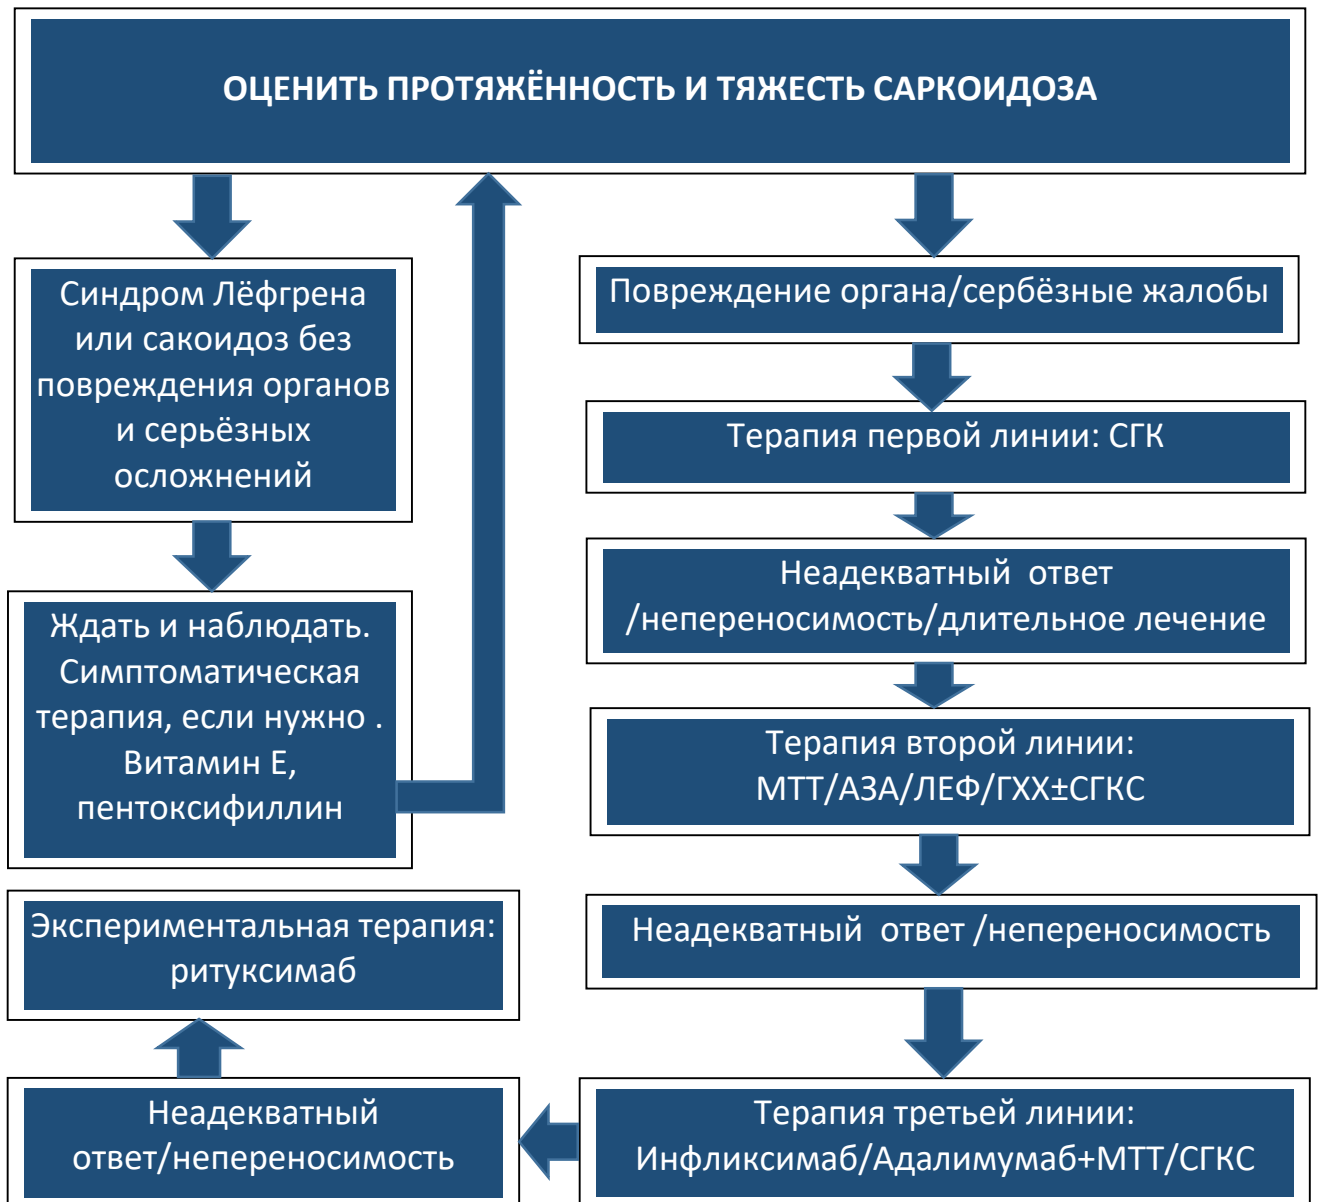 ОЦЕНИТЬ ПРОТЯЖЁННОСТЬ И ТЯЖЕСТЬ САРКОИДОЗА
Синдром Лёфгрена
или сакоидоз без
повреждения органов
и серьёзных
осложнений
Ждать и наблюдать.
Симптоматическая
терапия, если нужно .
Витамин Е,
пентоксифиллин
Повреждение органа/сербёзные жалобы
Терапия первой линии: СГК
Неадекватный ответ
/непереносимость/длительное лечение
Терапия второй линии:
МТТ/АЗА/ЛЕФ/ГХХ±СГКС
Неадекватный ответ /непереносимость
Терапия третьей линии:
Инфликсимаб/Адалимумаб+МТТ/СГКС
Неадекватный
ответ/непереносимость
Экспериментальная терапия:
ритуксимаб